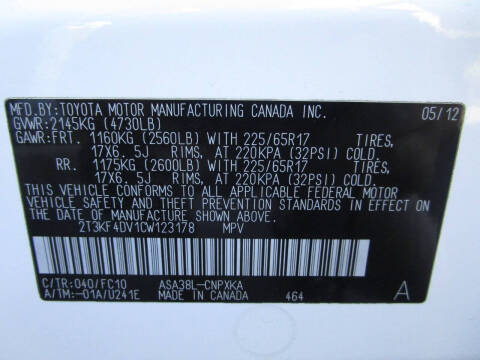 MFD.BY:TOYOTA MOTOR MANUFACTURING CANADA INC. 05/12
GVWR:2145KG (4730LB)
GAWR:FRT. 1160KG (2560LB) WITH 225/65R17 TIRES,
17X6.5J RIMS, AT 220KPA (32PSI) COLD.
RR. 1175KG (2600LB) WITH 225/65R17 TIRES,
17X6.5J RIMS, AT 220KPA (32PSI) COLD.
THIS VEHICLE CONFORMS TO ALL APPLICABLE FEDERAL MOTOR
VEHICLE SAFETY AND THEFT PREVENTION STANDARDS IN EFFECT ON THE
DATE OF MANUFACTURE SHOWN ABOVE.
2T3KF4DV1CW123178 MPV
C/TR:040/FC10 ASA38L-CNPXKA
A/TM:-01A/U241E MADE IN CANADA 464 A